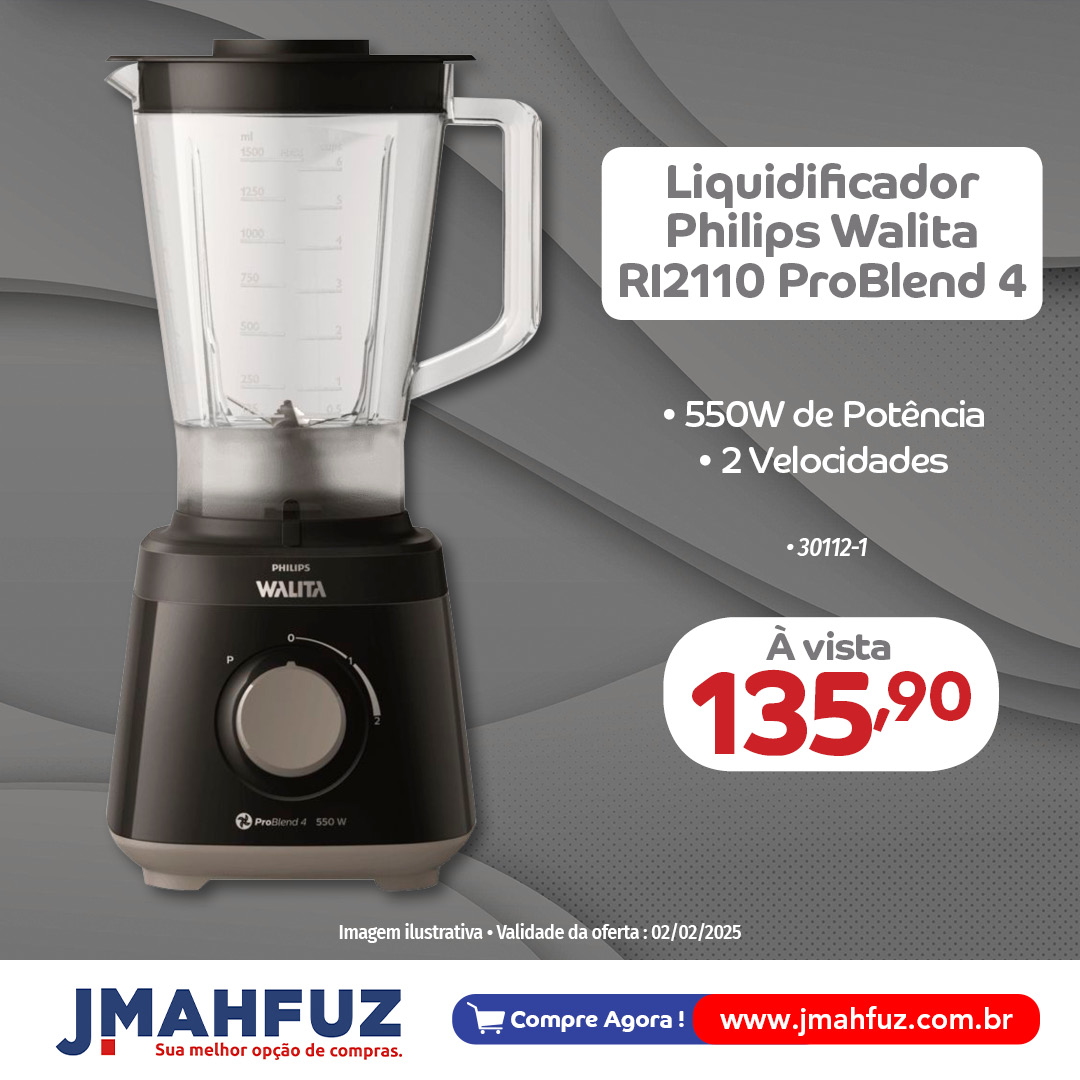 Liquidificador
Philips Walita
RI2110 ProBlend 4
• 550W de Potência
• 2 Velocidades
• 30112-1
À vista
135,90
ml
1500
6
1250
5
1000
4
750
3
500
2
250
1
0.5
PHILIPS
WALITA
P
0
1
2
ProBlend 4 550 W
Imagem ilustrativa • Validade da oferta : 02/02/2025
JMAHFUZ
Sua melhor opção de compras.
Compre Agora !
www.jmahfuz.com.br